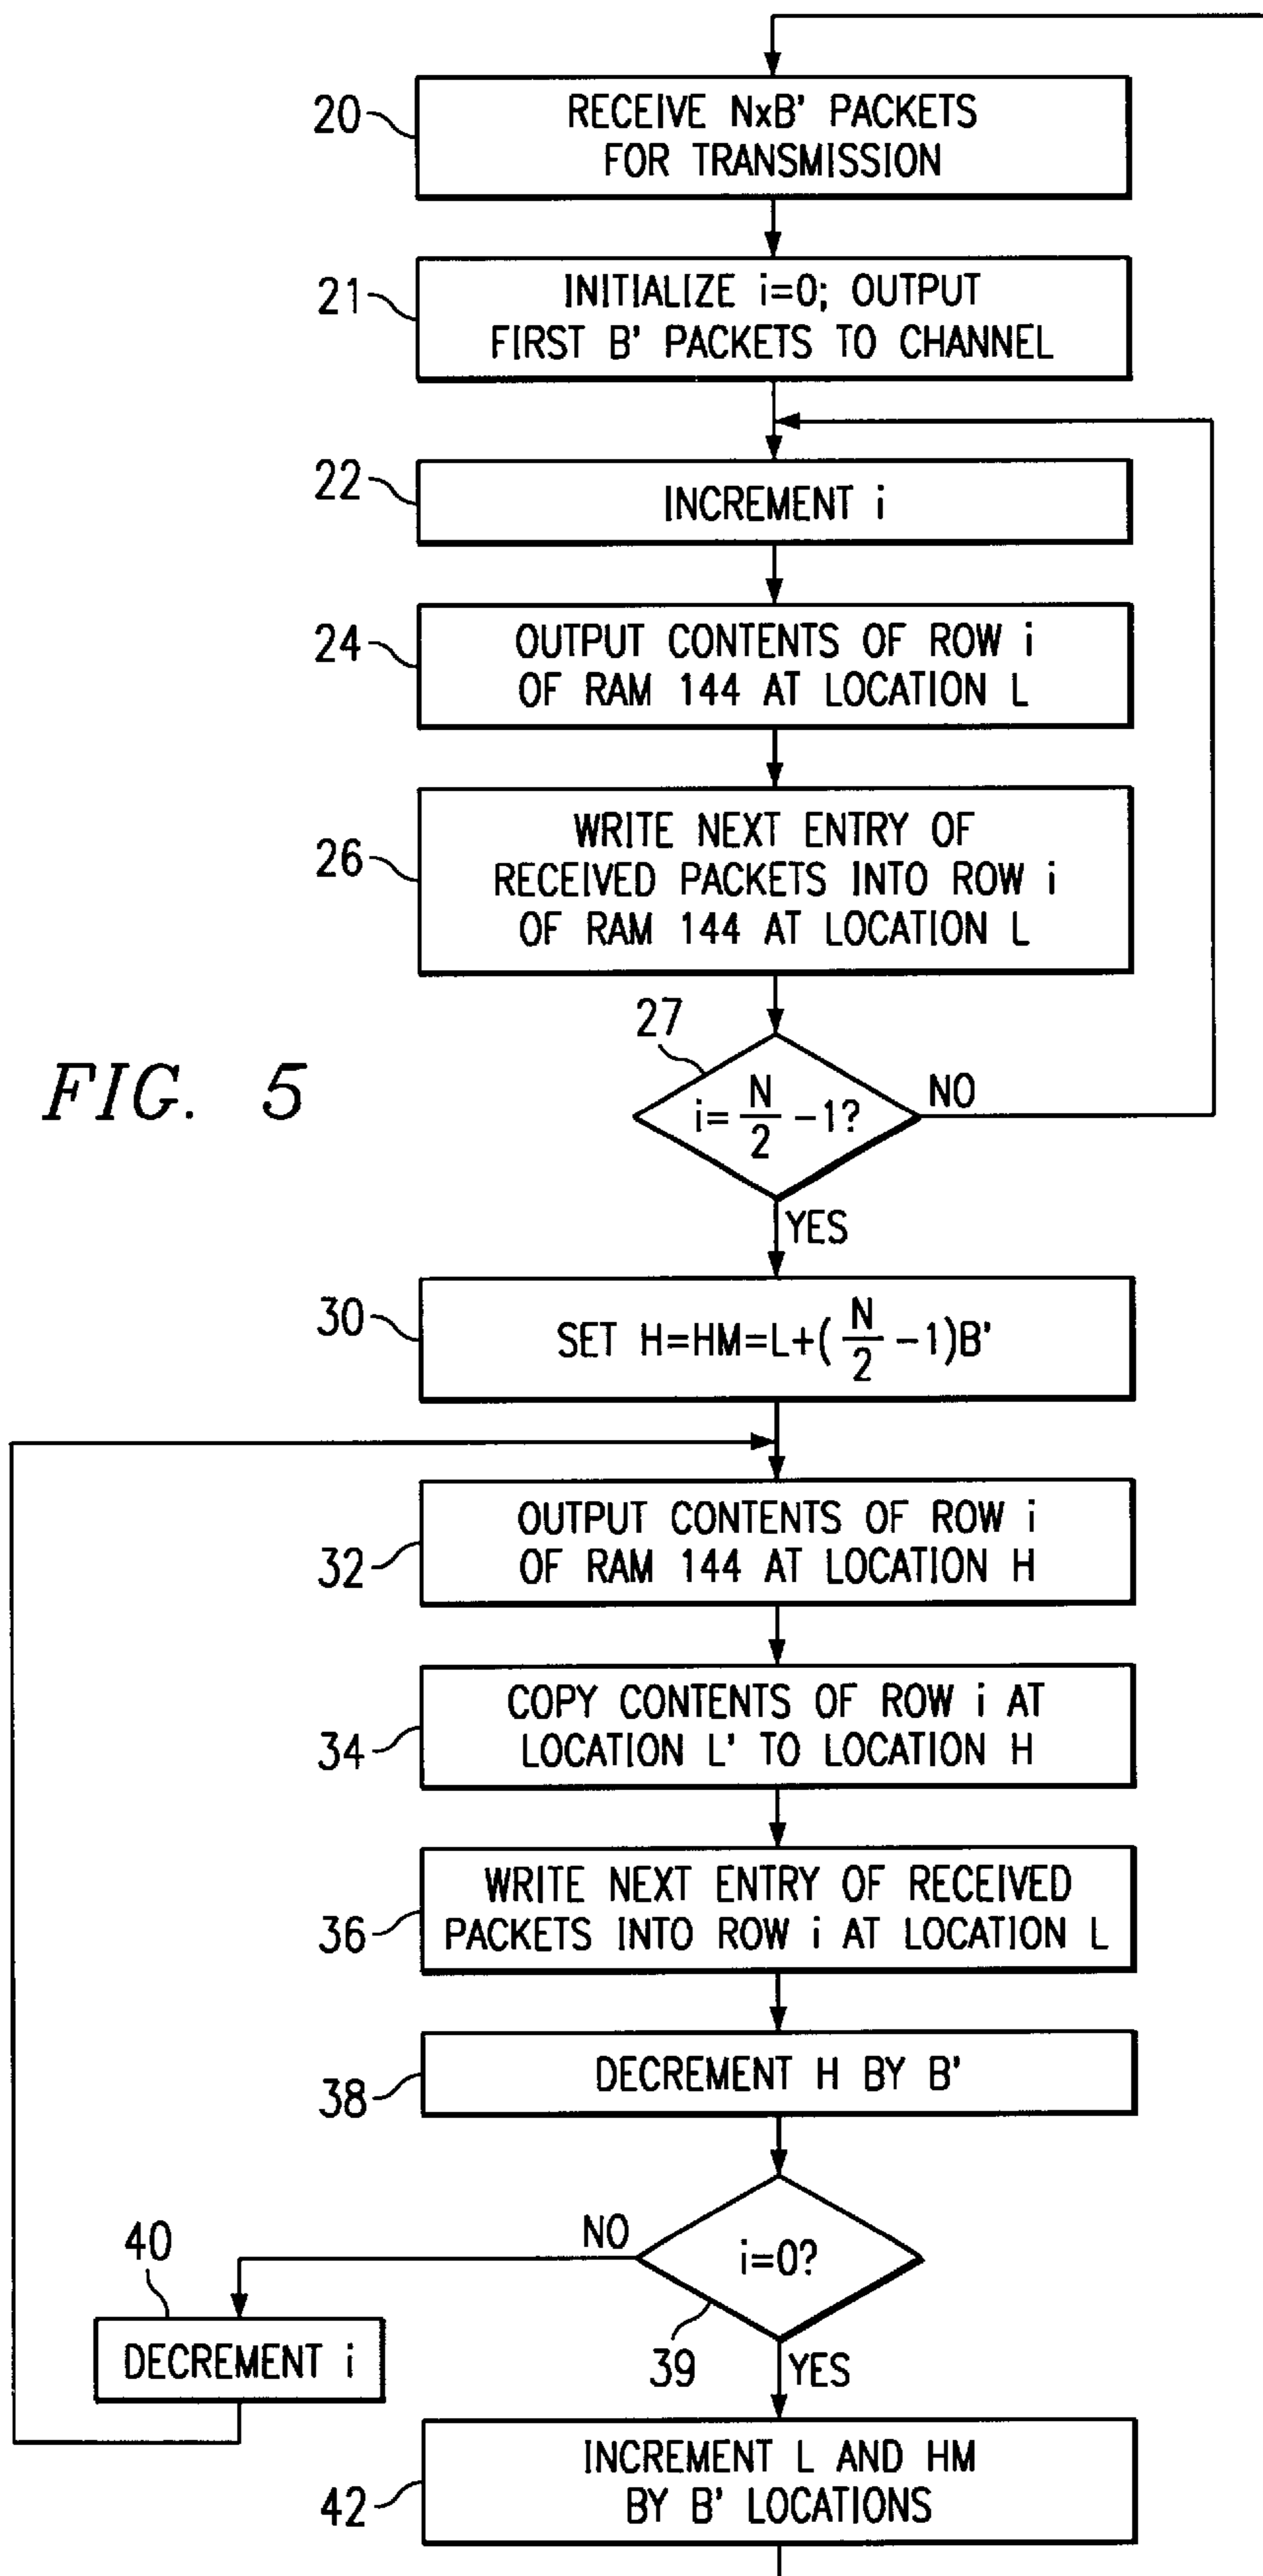 20
RECEIVE NxB' PACKETS
FOR TRANSMISSION
21
INITIALIZE i=0; OUTPUT
FIRST B' PACKETS TO CHANNEL
22
INCREMENT i
24
OUTPUT CONTENTS OF ROW i
OF RAM 144 AT LOCATION L
26
WRITE NEXT ENTRY OF
RECEIVED PACKETS INTO ROW i
OF RAM 144 AT LOCATION L
27
i= N/2 -1?
NO
FIG. 5
YES
30
SET H=HM=L+( N/2 -1)B'
32
OUTPUT CONTENTS OF ROW i
OF RAM 144 AT LOCATION H
34
COPY CONTENTS OF ROW i AT
LOCATION L' TO LOCATION H
36
WRITE NEXT ENTRY OF RECEIVED
PACKETS INTO ROW i AT LOCATION L
38
DECREMENT H BY B'
NO
i=0?
39
40
DECREMENT i
YES
42
INCREMENT L AND HM
BY B' LOCATIONS